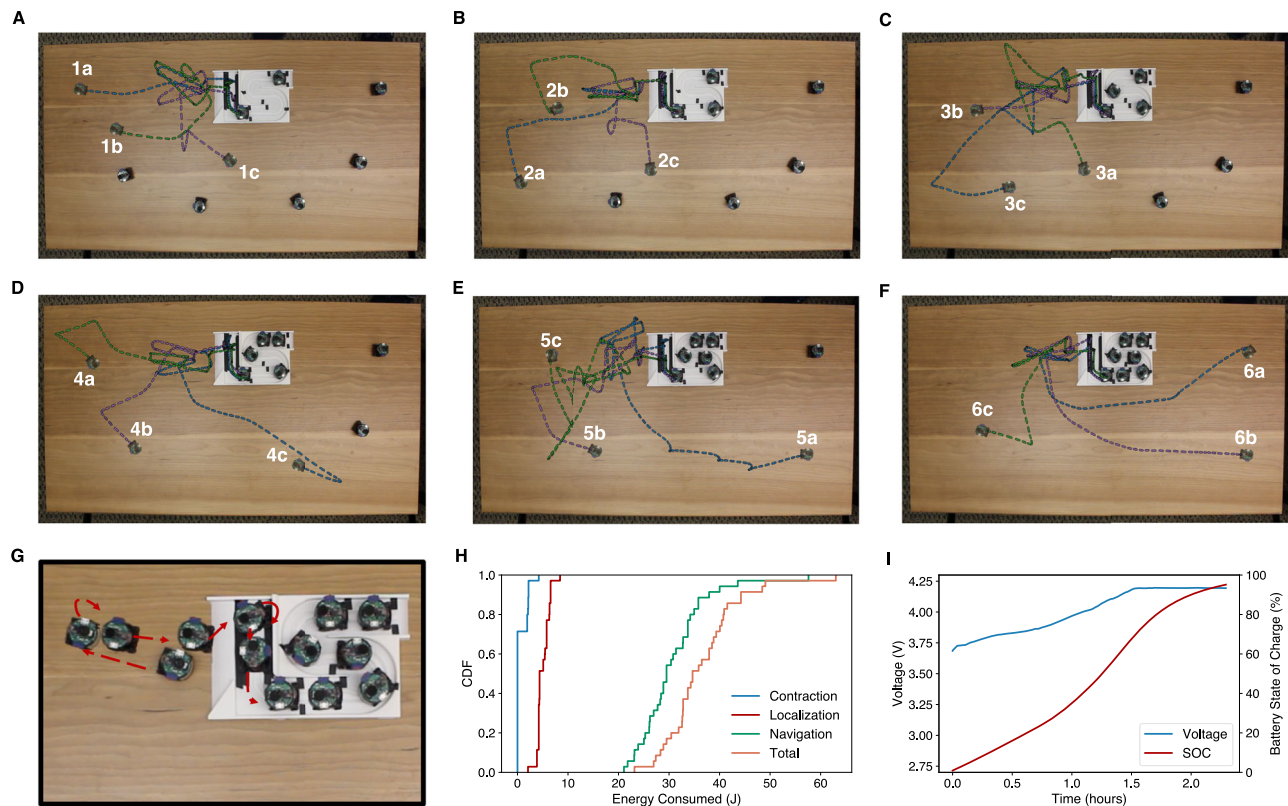 A
B
C
1a
1b
1c
2b
2a
2c
3b
3a
3c
D
E
F
4a
4b
4c
5c
5b
5a
6a
6c
6b
G
H
I
1.0
0.8
0.6
0.4
0.2
0.0
CDF
Contraction
Localization
Navigation
Total
0 10 20 30 40 50 60
Energy Consumed (J)
4.25
4.00
3.75
3.50
3.25
3.00
2.75
Voltage (V)
100
80
60
40
20
0
Battery State of Charge (%)
Voltage
SOC
0.0 0.5 1.0 1.5 2.0
Time (hours)